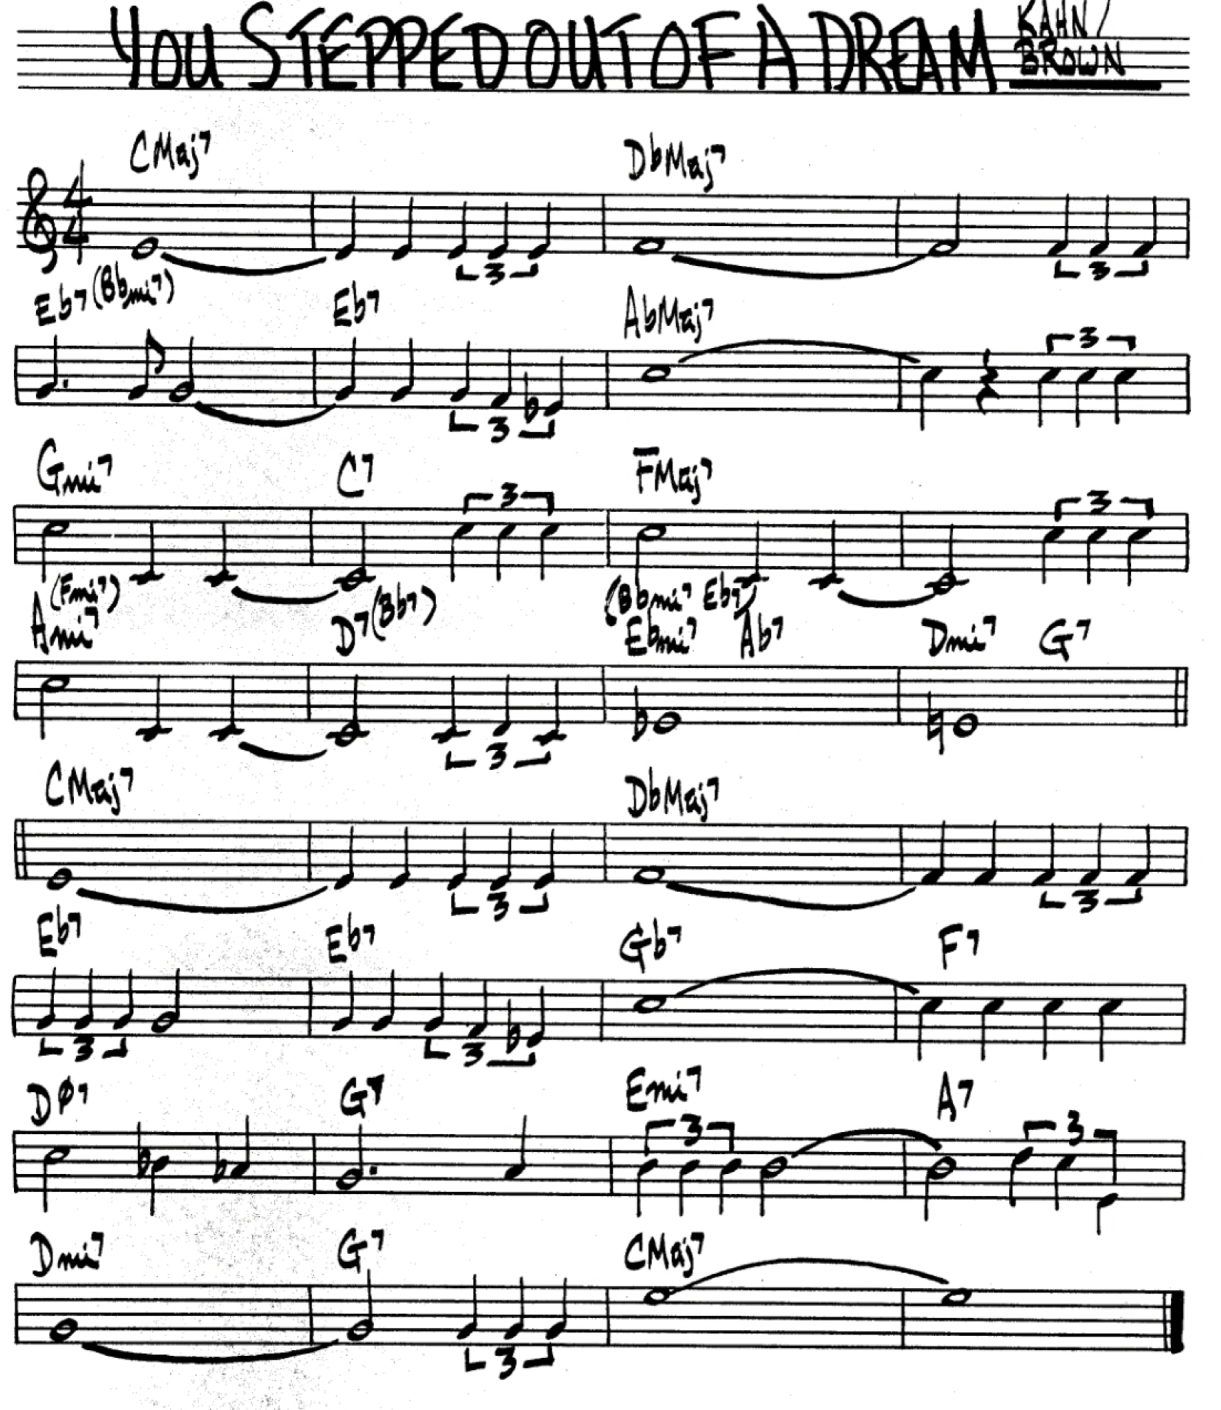 YOU STEPPED OUT OF A DREAM
KAHN/
BROWN
CMaj7 DbMaj7
4
4
3 3
Eb7 (Bbmi7) Eb7 AbMaj7
3
3
Gmi7 C7 FMaj7
3 3
(Fmi7) (Bb7) (Bbmi7 Eb7)
Ami7 D7 Ebmi7 Ab7 Dmi7 G7
3
CMaj7 DbMaj7
3 3
Eb7 Eb7 Gb7 F7
3 3
Dø7 G7 Emi7 A7
3 3
Dmi7 G7 CMaj7
3